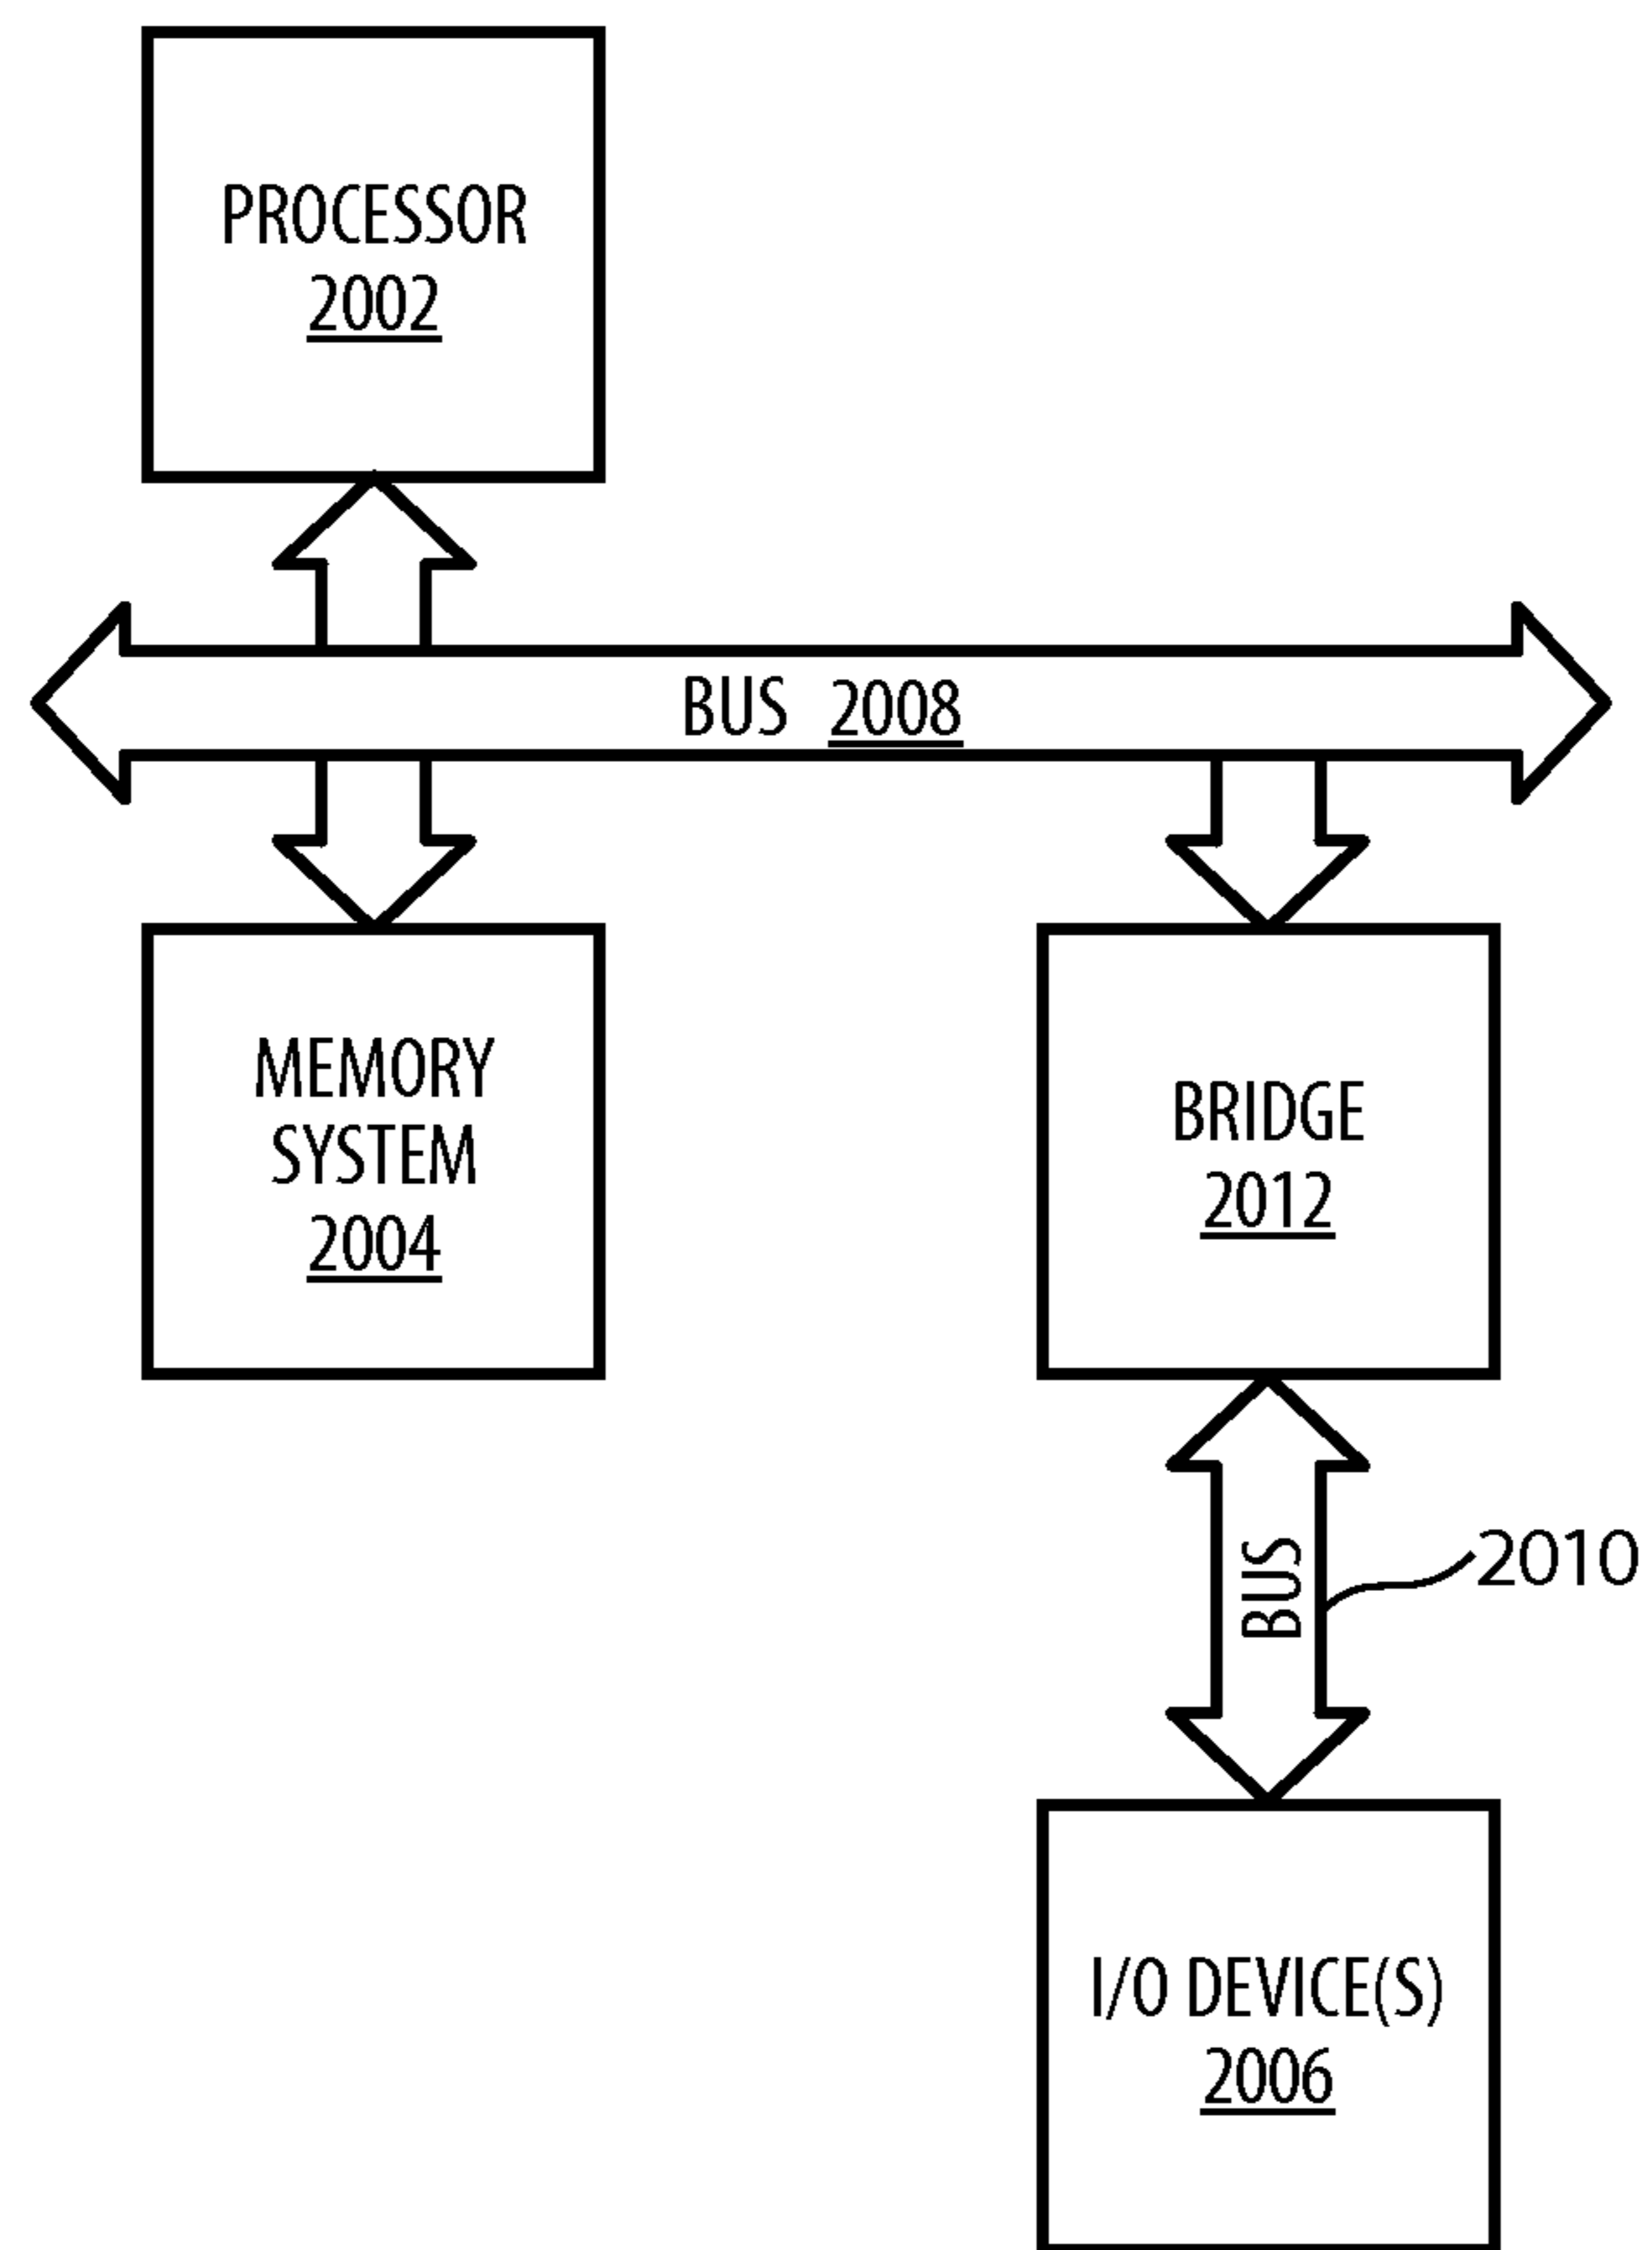 PROCESSOR
2002
BUS 2008
MEMORY
SYSTEM
2004
BRIDGE
2012
BUS
2010
I/O DEVICE(S)
2006